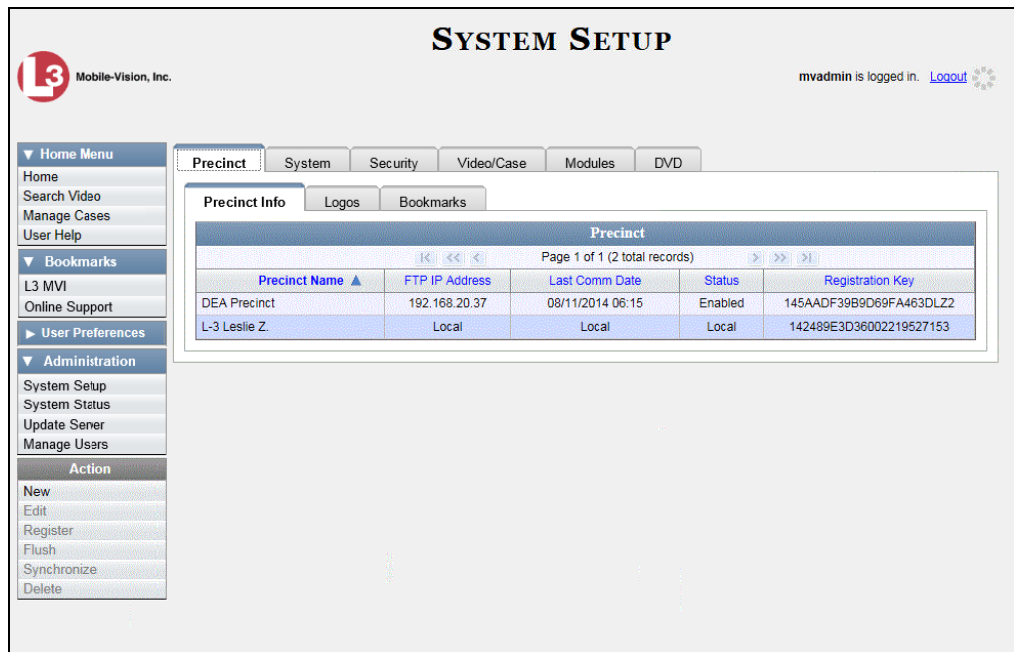 SYSTEM SETUP
L3 Mobile-Vision, Inc.
mvadmin is logged in. Logout
▼ Home Menu
Home
Search Video
Manage Cases
User Help
▼ Bookmarks
L3 MVI
Online Support
► User Preferences
▼ Administration
System Setup
System Status
Update Server
Manage Users
Action
New
Edit
Register
Flush
Synchronize
Delete
Precinct System Security Video/Case Modules DVD
Precinct Info Logos Bookmarks
Precinct
|< << < Page 1 of 1 (2 total records) > >> >|
Precinct Name ▲ FTP IP Address Last Comm Date Status Registration Key
DEA Precinct 192.168.20.37 08/11/2014 06:15 Enabled 145AADF39B9D69FA463DLZ2
L-3 Leslie Z. Local Local Local 142489E3D36002219527153